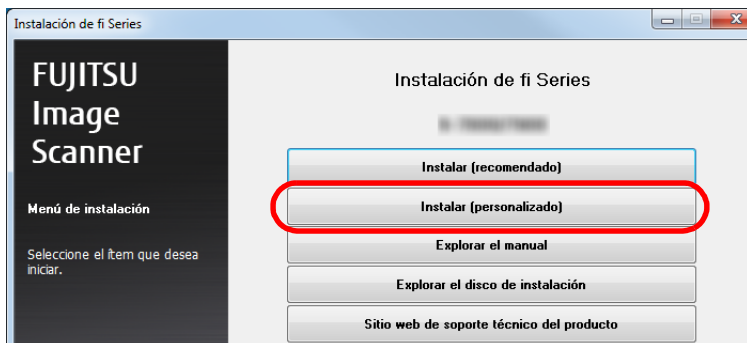 Instalación de fi Series
FUJITSU
Image
Scanner
Menú de instalación
Seleccione el ítem que desea
iniciar.
Instalación de fi Series
Instalar (recomendado)
Instalar (personalizado)
Explorar el manual
Explorar el disco de instalación
Sitio web de soporte técnico del producto